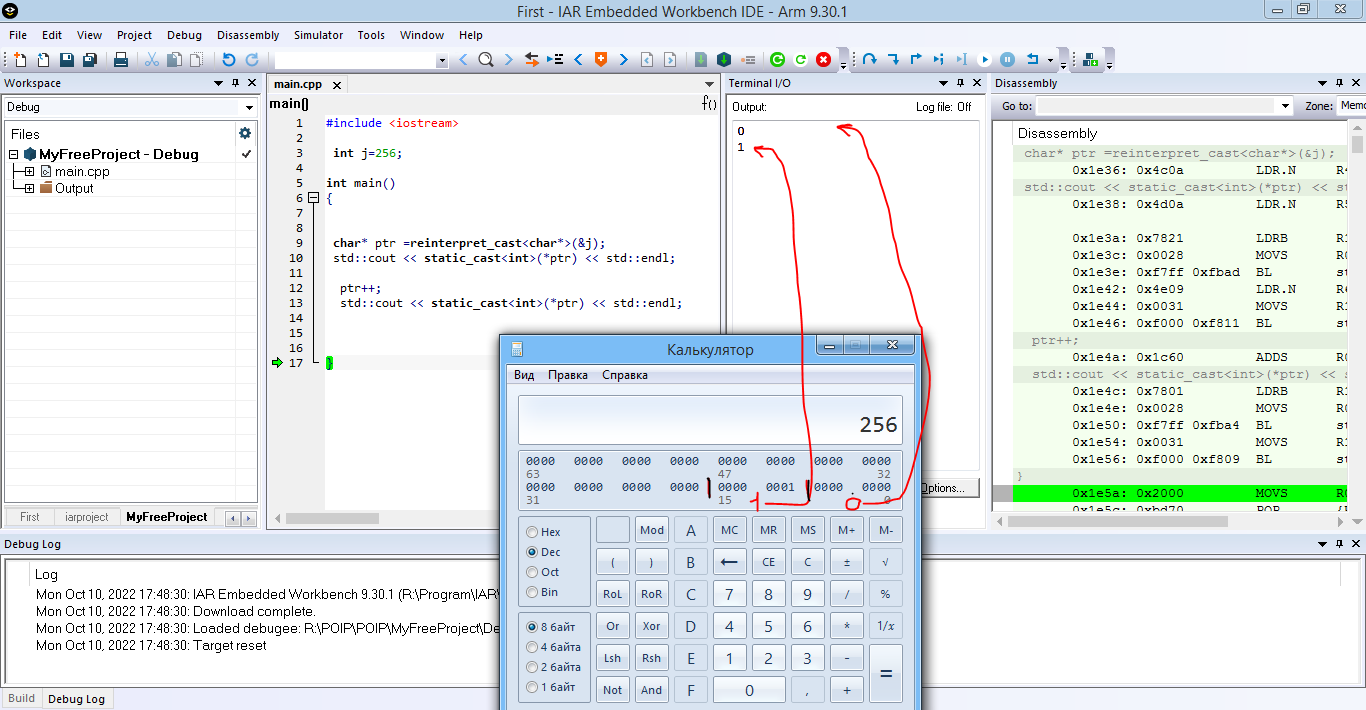 First - IAR Embedded Workbench IDE - Arm 9.30.1
File Edit View Project Debug Disassembly Simulator Tools Window Help
Workspace
Debug
Files
MyFreeProject - Debug
main.cpp
Output
First iarproject MyFreeProject
main.cpp
main() f()
1 #include <iostream>
2
3 int j=256;
4
5 int main()
6 {
7
8
9 char* ptr =reinterpret_cast<char*>(&j);
10 std::cout << static_cast<int>(*ptr) << std::endl;
11
12 ptr++;
13 std::cout << static_cast<int>(*ptr) << std::endl;
14
15
16
17 }
Terminal I/O
Output: Log file: Off
0
1
Options...
Disassembly
Go to: Zone: Memo
Disassembly
char* ptr =reinterpret_cast<char*>(&j);
0x1e36: 0x4c0a LDR.N R4
std::cout << static_cast<int>(*ptr) << s
0x1e38: 0x4d0a LDR.N R5
0x1e3a: 0x7821 LDRB R1
0x1e3c: 0x0028 MOVS R0
0x1e3e: 0xf7ff 0xfbad BL st
0x1e42: 0x4e09 LDR.N R6
0x1e44: 0x0031 MOVS R1
0x1e46: 0xf000 0xf811 BL st
ptr++;
0x1e4a: 0x1c60 ADDS R0
std::cout << static_cast<int>(*ptr) << s
0x1e4c: 0x7801 LDRB R1
0x1e4e: 0x0028 MOVS R0
0x1e50: 0xf7ff 0xfba4 BL st
0x1e54: 0x0031 MOVS R1
0x1e56: 0xf000 0xf809 BL st
}
0x1e5a: 0x2000 MOVS R0
0x1e5c: 0xbd70 POP {R
Калькулятор
Вид Правка Справка
256
0000 0000 0000 0000 0000 0000 0000 0000
63 47 32
0000 0000 0000 0000 0000 0001 0000 0000
31 15 0
1 0
Hex
Dec
Oct
Bin
8 байт
4 байта
2 байта
1 байт
Mod A MC MR MS M+ M-
( ) B ← CE C ± √
RoL RoR C 7 8 9 / %
Or Xor D 4 5 6 * 1/x
Lsh Rsh E 1 2 3 - =
Not And F 0 , +
Debug Log
Log
Mon Oct 10, 2022 17:48:30: IAR Embedded Workbench 9.30.1 (R:\Program\IAR\
Mon Oct 10, 2022 17:48:30: Download complete.
Mon Oct 10, 2022 17:48:30: Loaded debugee: R:\POIP\POIP\MyFreeProject\De
Mon Oct 10, 2022 17:48:30: Target reset
Build Debug Log